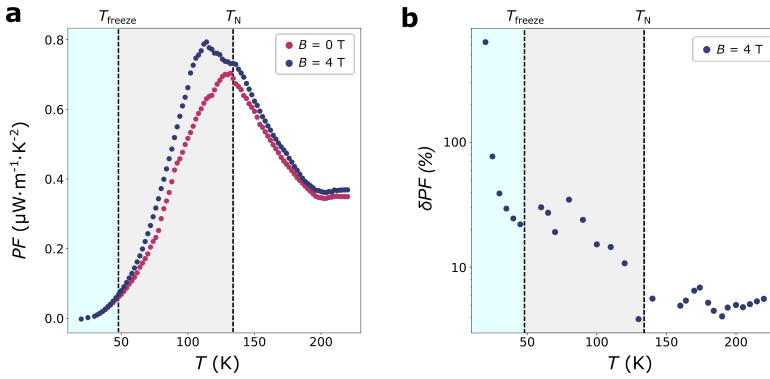 a
T_freeze T_N
0.8
0.6
0.4
0.2
0.0
PF (μW·m⁻¹·K⁻²)
B = 0 T
B = 4 T
50 100 150 200
T (K)
b
T_freeze T_N
100
10
δPF (%)
B = 4 T
50 100 150 200
T (K)